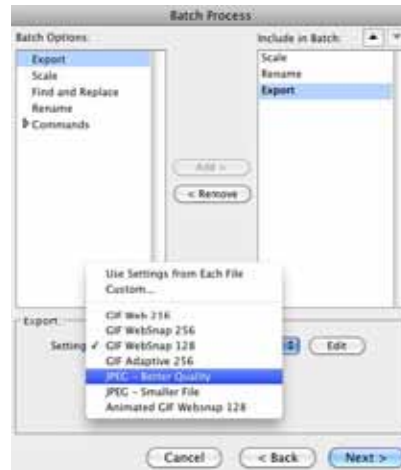 Batch Process
Batch Options:
Include in Batch:
Export
Scale
Find and Replace
Rename
Commands
Scale
Rename
Export
Add >
< Remove
Use Settings from Each File
Custom...
Export
GIF Web 216
GIF WebSnap 256
Setting
✓ GIF WebSnap 128
Edit
GIF Adaptive 256
JPEG - Better Quality
JPEG - Smaller File
Animated GIF Websnap 128
Cancel
< Back
Next >